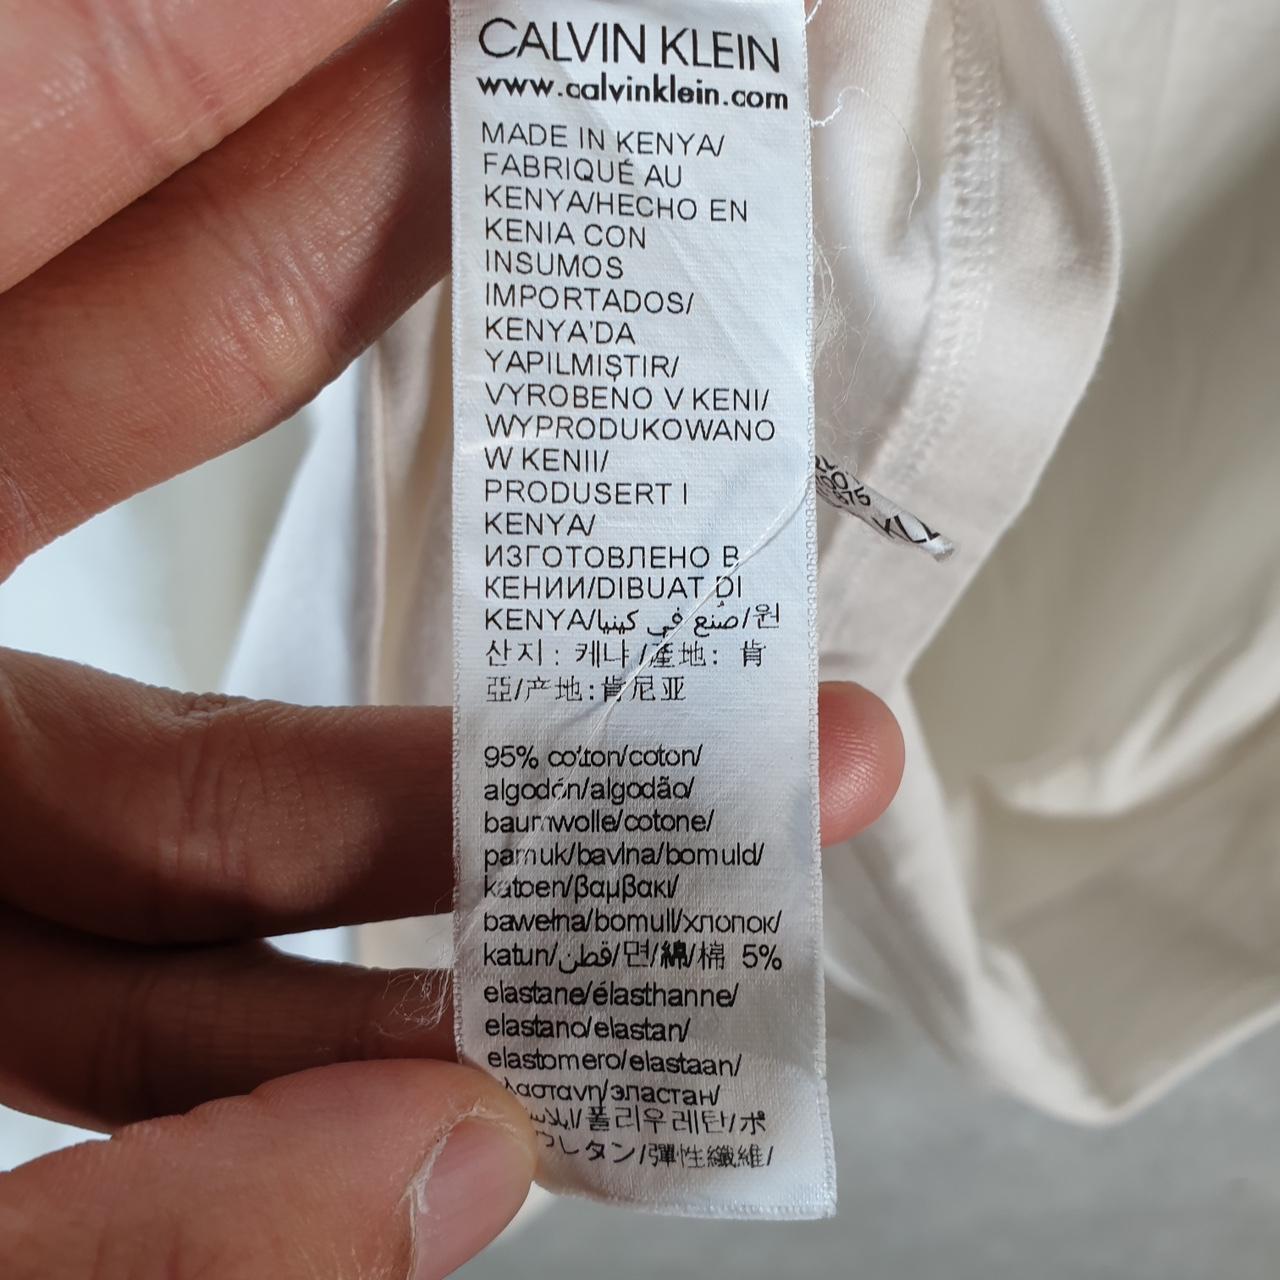 CALVIN KLEIN
www.calvinklein.com
MADE IN KENYA/
FABRIQUÉ AU
KENYA/HECHO EN
KENIA CON
INSUMOS
IMPORTADOS/
KENYA'DA
YAPILMIŞTIR/
VYROBENO V KENI/
WYPRODUKOWANO
W KENII/
PRODUSERT I
KENYA/
ИЗГОТОВЛЕНО В
КЕНИИ/DIBUAT DI
KENYA/صُنع في كينيا/원
산지: 케냐/產地: 肯
亞/产地:肯尼亚
95% cotton/coton/
algodón/algodão/
baumwolle/cotone/
pamuk/bavlna/bomuld/
katoen/βαμβακι/
bawełna/bomull/хлопок/
katun/قطن/면/綿/棉 5%
elastane/élasthanne/
elastano/elastan/
elastomero/elastaan/
эластан/
폴리우레탄/ポ
ウレタン/彈性纖維/